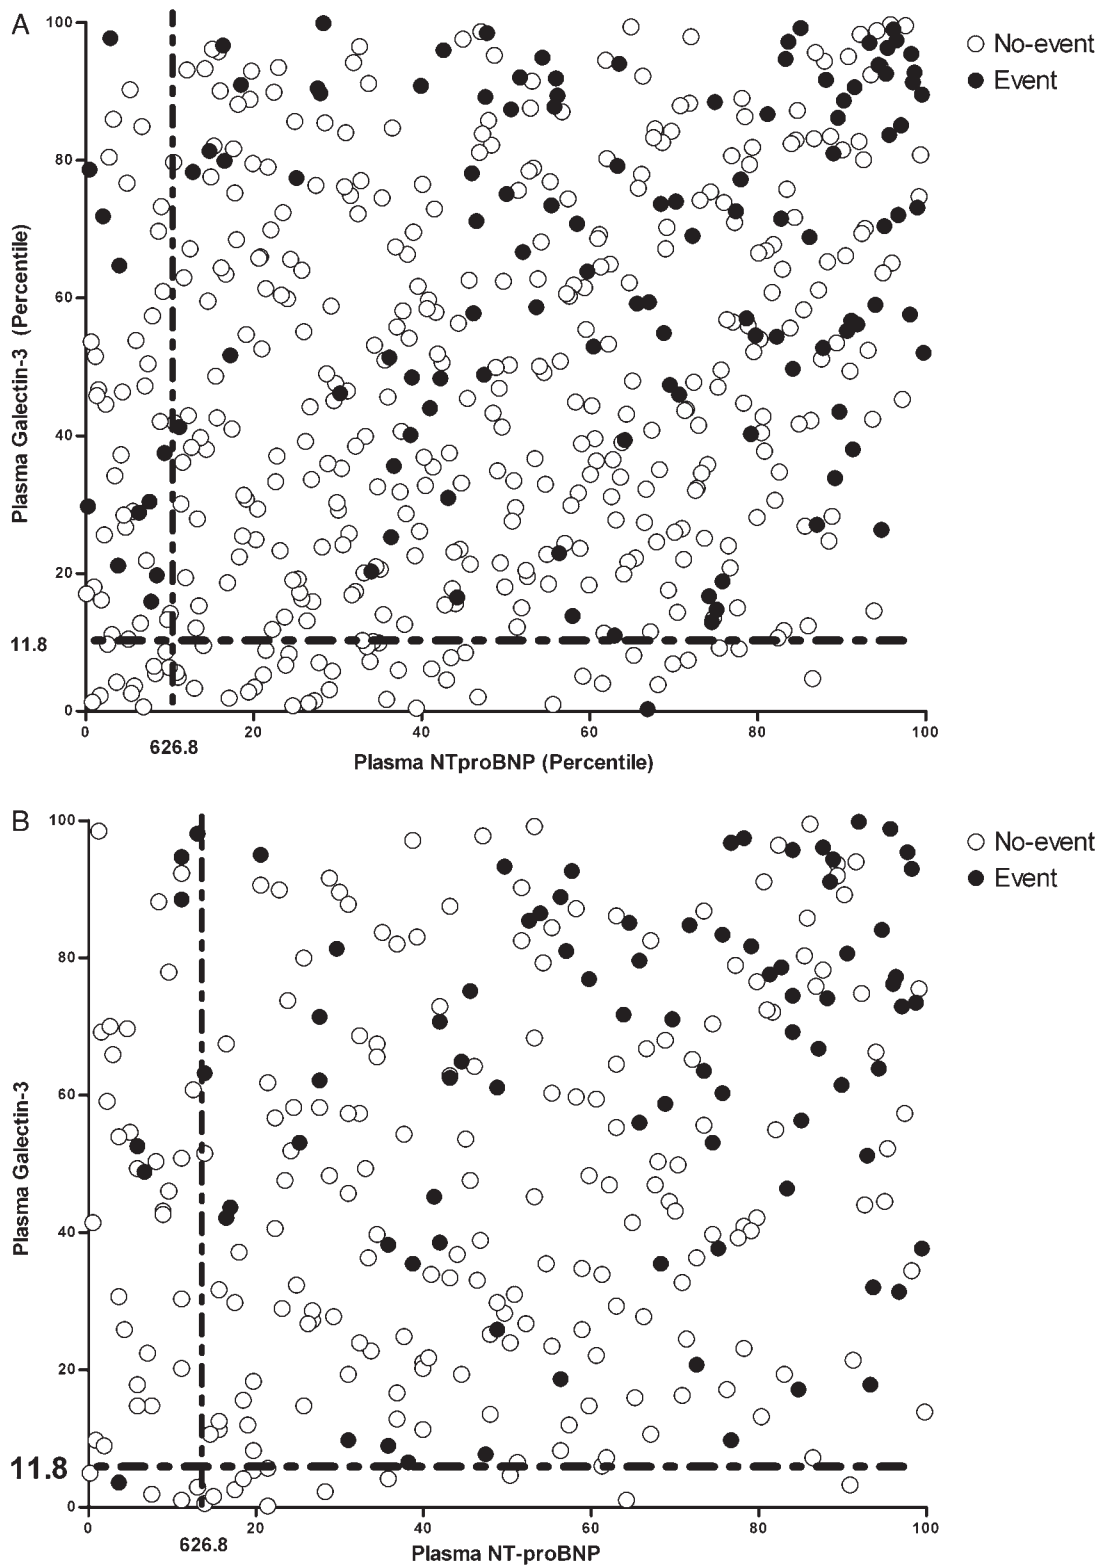 A
100
80
60
40
20
11.8
0
Plasma Galectin-3 (Percentile)
0 20 40 60 80 100
626.8
Plasma NTproBNP (Percentile)
No-event
Event
B
100
80
60
40
20
11.8
0
Plasma Galectin-3
0 20 40 60 80 100
626.8
Plasma NT-proBNP
No-event
Event